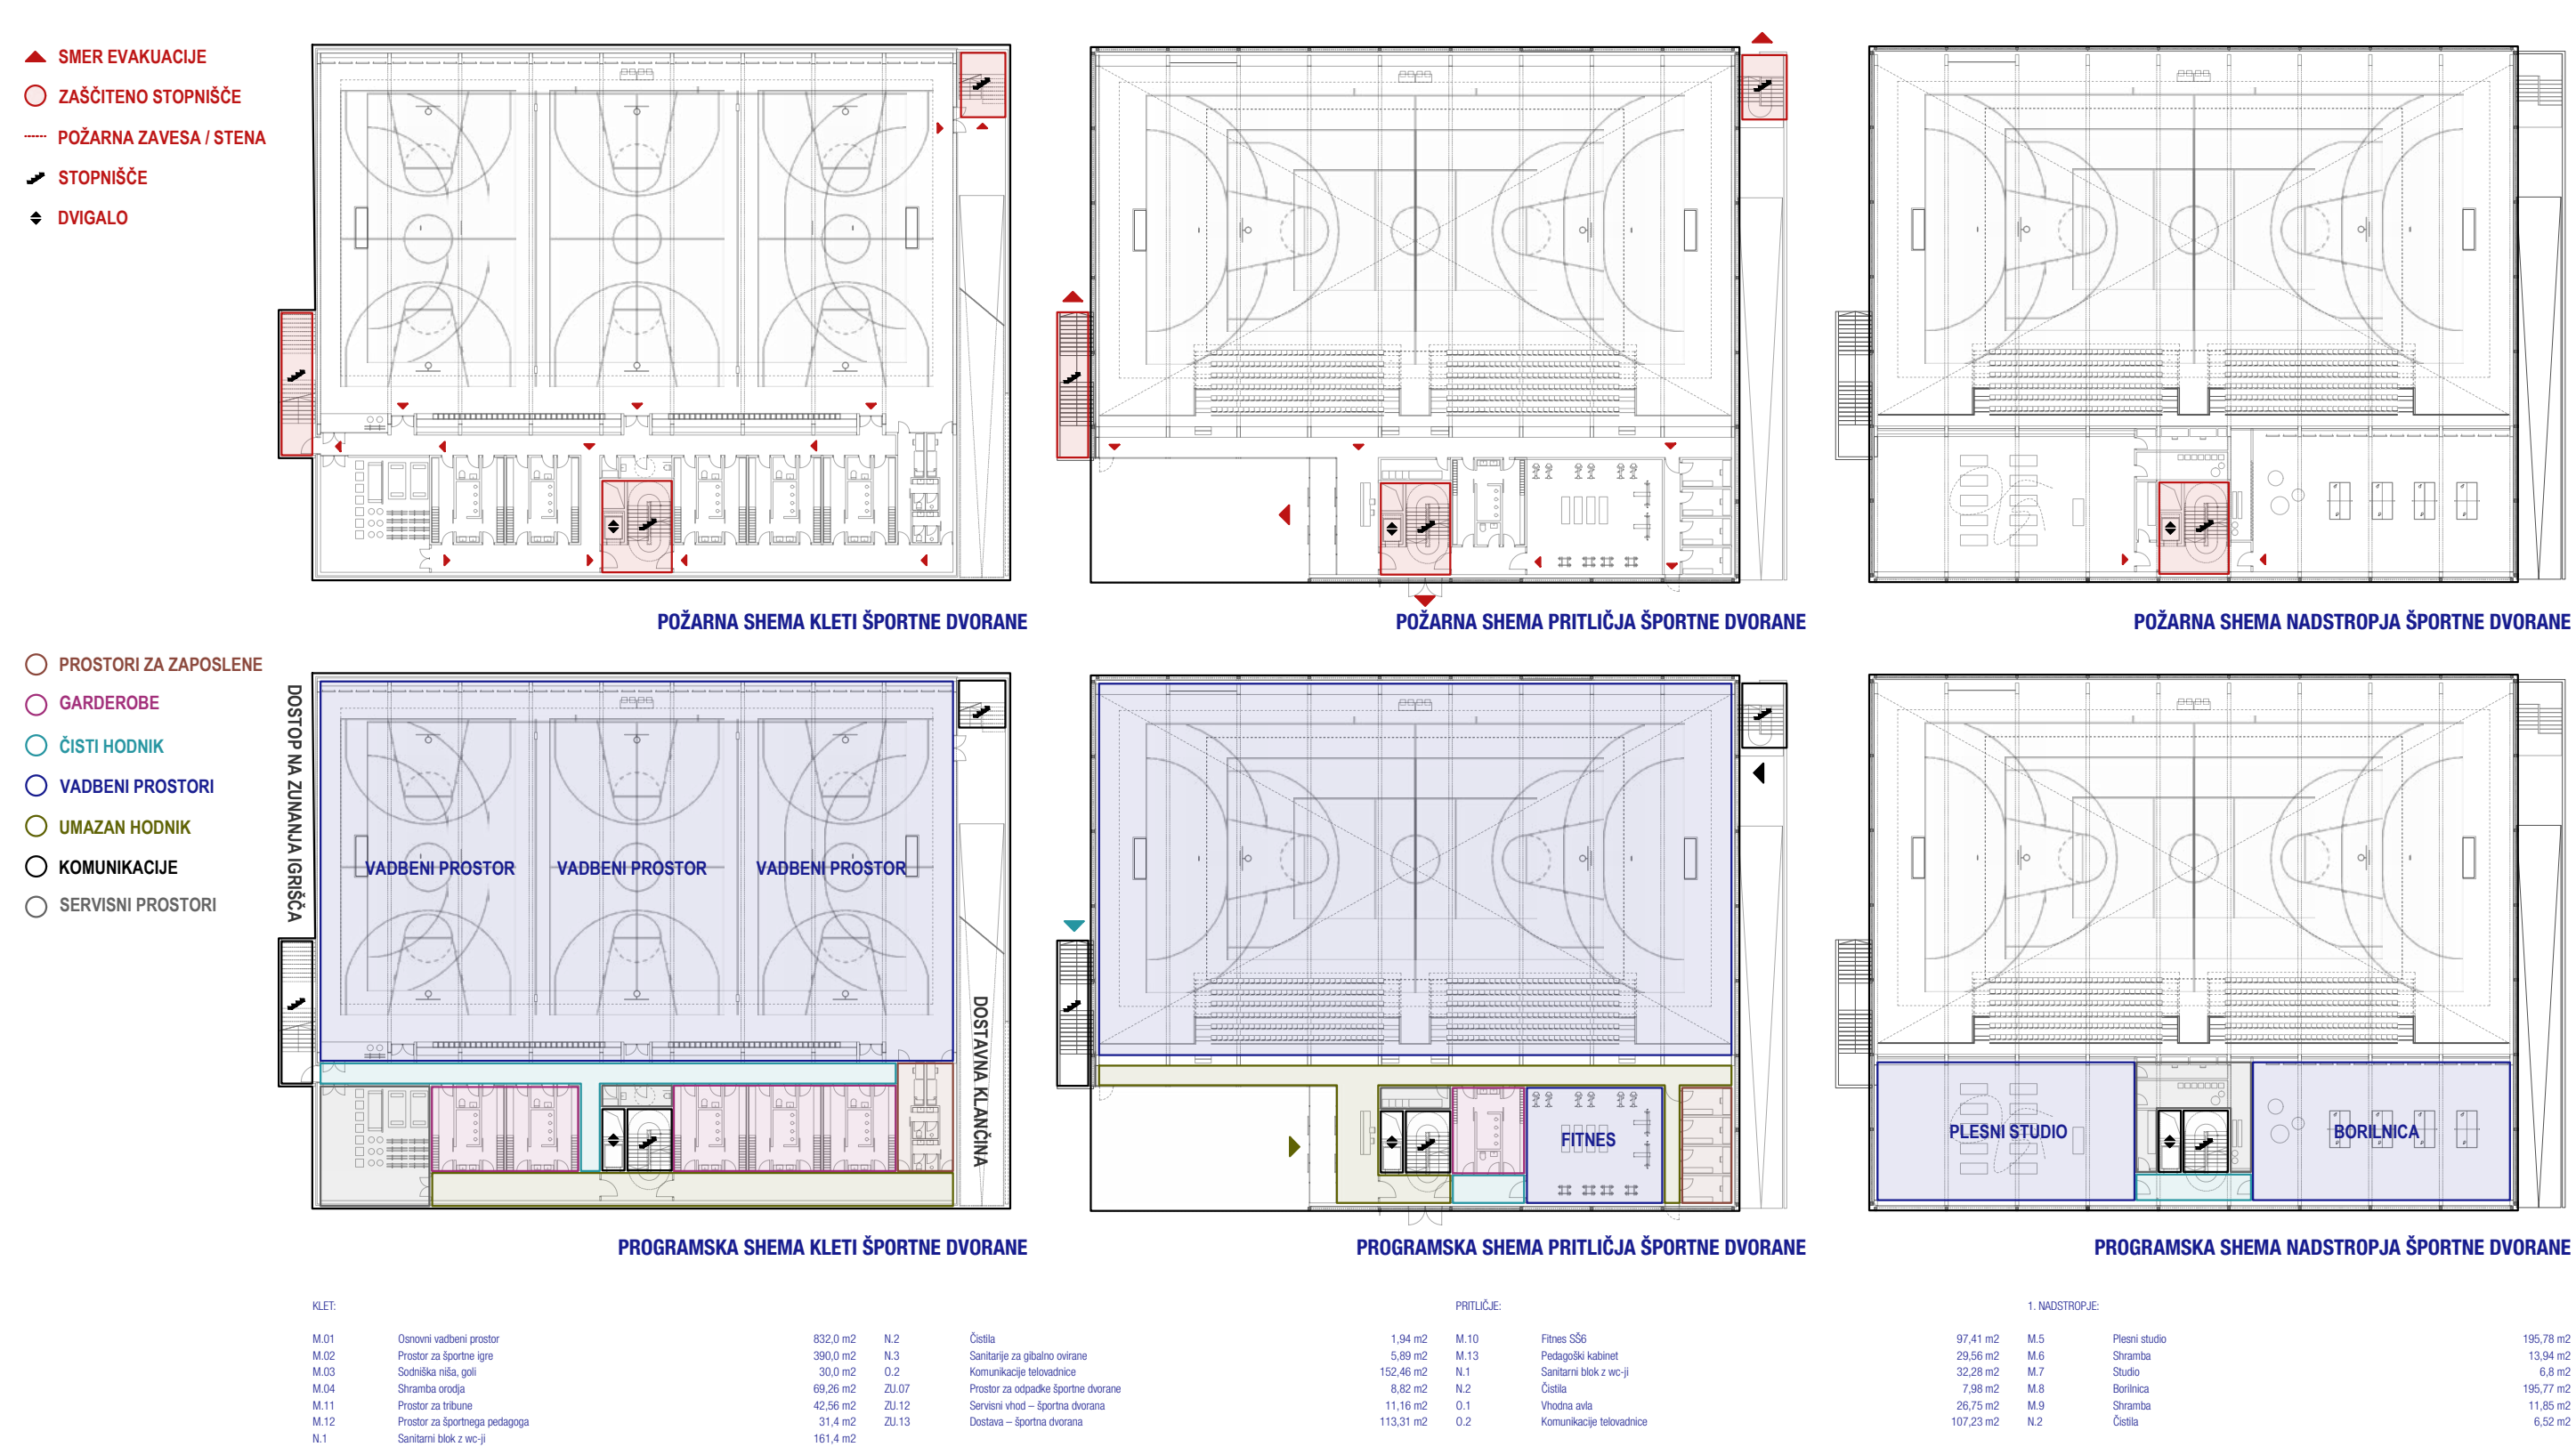 SMER EVAKUACIJE
ZAŠČITENO STOPNIŠČE
POŽARNA ZAVESA / STENA
STOPNIŠČE
DVIGALO
POŽARNA SHEMA KLETI ŠPORTNE DVORANE
POŽARNA SHEMA PRITLIČJA ŠPORTNE DVORANE
POŽARNA SHEMA NADSTROPJA ŠPORTNE DVORANE
PROSTORI ZA ZAPOSLENE
GARDEROBE
ČISTI HODNIK
VADBENI PROSTORI
UMAZAN HODNIK
KOMUNIKACIJE
SERVISNI PROSTORI
DOSTOP NA ZUNANJA IGRIŠČA
VADBENI PROSTOR
VADBENI PROSTOR
VADBENI PROSTOR
DOSTAVNA KLANČINA
FITNES
PLESNI STUDIO
BORILNICA
PROGRAMSKA SHEMA KLETI ŠPORTNE DVORANE
PROGRAMSKA SHEMA PRITLIČJA ŠPORTNE DVORANE
PROGRAMSKA SHEMA NADSTROPJA ŠPORTNE DVORANE
KLET:
M.01 Osnovni vadbeni prostor 832,0 m2
M.02 Prostor za športne igre 390,0 m2
M.03 Sodniška niša, goli 30,0 m2
M.04 Shramba orodja 69,26 m2
M.11 Prostor za tribune 42,56 m2
M.12 Prostor za športnega pedagoga 31,4 m2
N.1 Sanitarni blok z wc-ji 161,4 m2
N.2 Čistila 1,94 m2
N.3 Sanitarije za gibalno ovirane 5,89 m2
O.2 Komunikacije telovadnice 152,46 m2
ZU.07 Prostor za odpadke športne dvorane 8,82 m2
ZU.12 Servisni vhod – športna dvorana 11,16 m2
ZU.13 Dostava – športna dvorana 113,31 m2
PRITLIČJE:
M.10 Fitnes SŠ6 97,41 m2
M.13 Pedagoški kabinet 29,56 m2
N.1 Sanitarni blok z wc-ji 32,28 m2
N.2 Čistila 7,98 m2
O.1 Vhodna avla 26,75 m2
O.2 Komunikacije telovadnice 107,23 m2
1. NADSTROPJE:
M.5 Plesni studio 195,78 m2
M.6 Shramba 13,94 m2
M.7 Studio 6,8 m2
M.8 Borilnica 195,77 m2
M.9 Shramba 11,85 m2
N.2 Čistila 6,52 m2